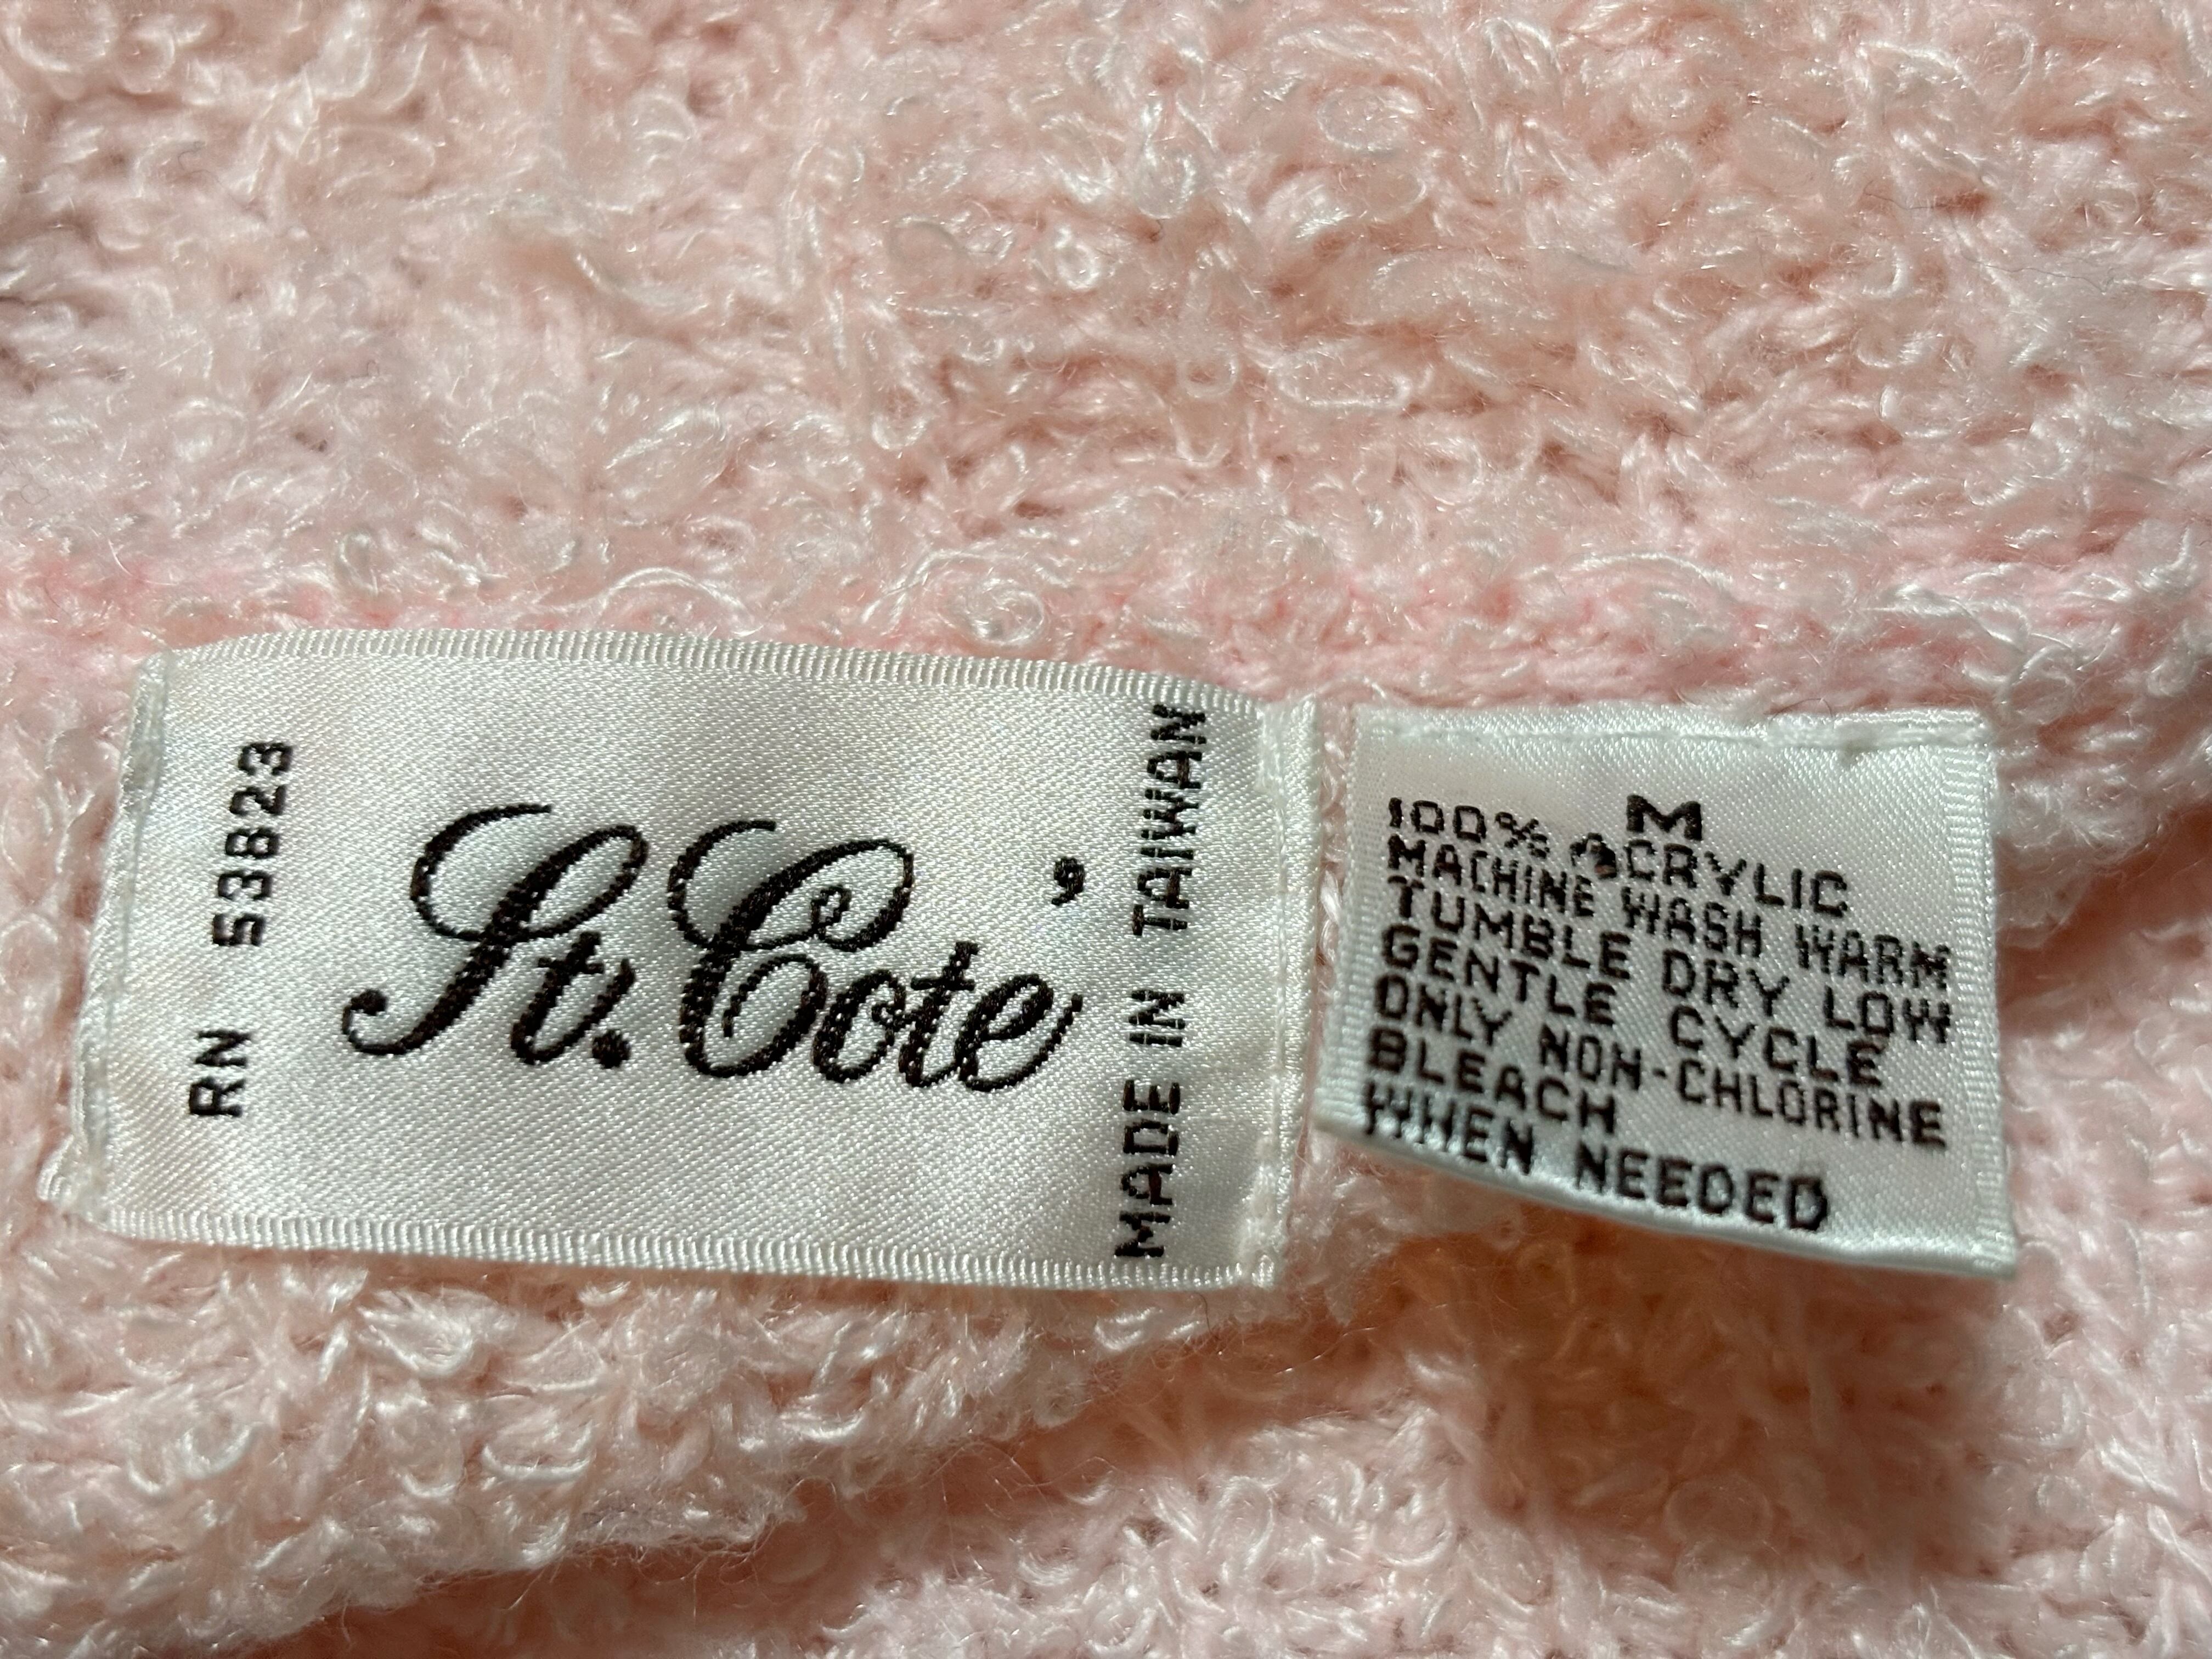 RN 53823
St. Cote'
MADE IN TAIWAN
M
100% ACRYLIC
MACHINE WASH WARM
TUMBLE DRY LOW
GENTLE CYCLE
ONLY NON-CHLORINE
BLEACH
WHEN NEEDED